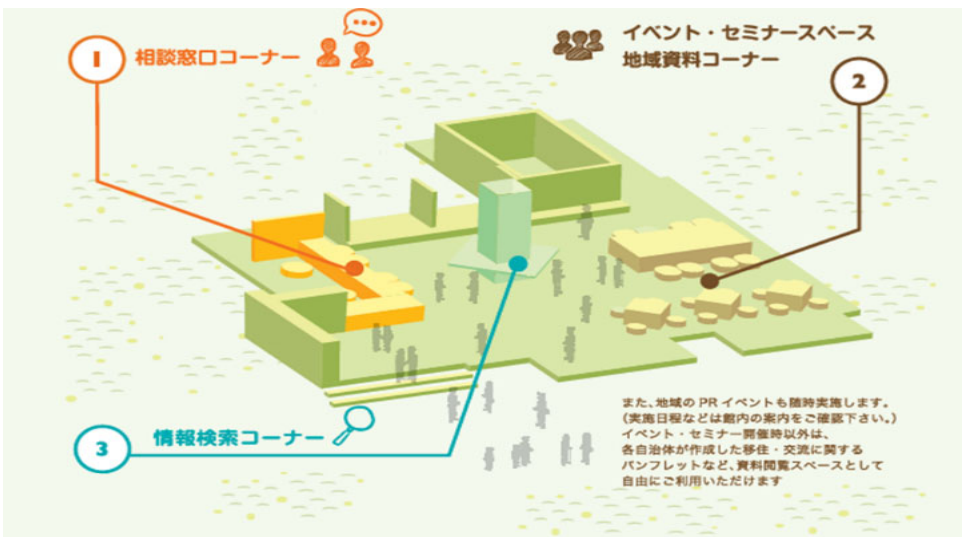 1
相談窓口コーナー
イベント・セミナースペース
地域資料コーナー
2
3
情報検索コーナー
また、地域のPRイベントも随時実施します。
(実施日程などは館内の案内をご確認下さい。)
イベント・セミナー開催時以外は、
各自治体が作成した移住・交流に関する
パンフレットなど、資料閲覧スペースとして
自由にご利用いただけます